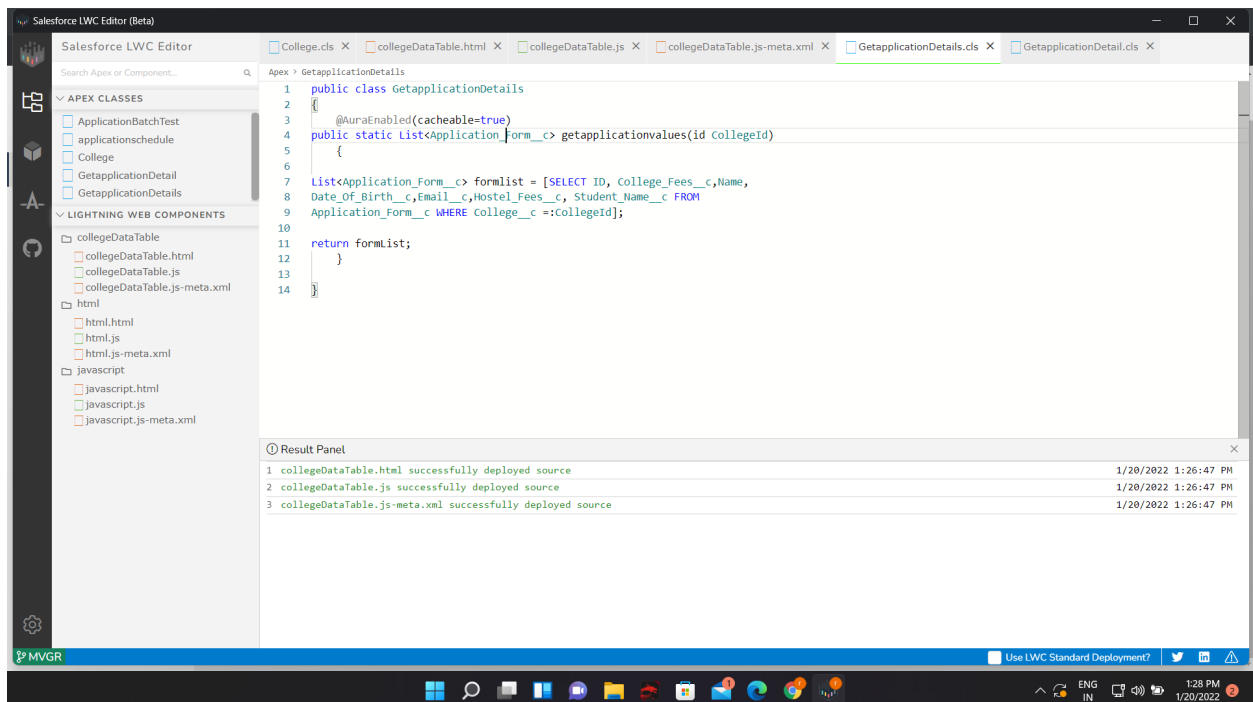 Salesforce LWC Editor (Beta)
Salesforce LWC Editor
College.cls
collegeDataTable.html
collegeDataTable.js
collegeDataTable.js-meta.xml
GetapplicationDetails.cls
GetapplicationDetail.cls
Search Apex or Component...
Apex > GetapplicationDetails
APEX CLASSES
ApplicationBatchTest
applicationschedule
College
GetapplicationDetail
GetapplicationDetails
LIGHTNING WEB COMPONENTS
collegeDataTable
collegeDataTable.html
collegeDataTable.js
collegeDataTable.js-meta.xml
html
html.html
html.js
html.js-meta.xml
javascript
javascript.html
javascript.js
javascript.js-meta.xml
1 public class GetapplicationDetails
2 {
3 @AuraEnabled(cacheable=true)
4 public static List<Application_Form__c> getapplicationvalues(id CollegeId)
5 {
6
7 List<Application_Form__c> formlist = [SELECT ID, College_Fees__c,Name,
8 Date_Of_Birth__c,Email__c,Hostel_Fees__c, Student_Name__c FROM
9 Application_Form__c WHERE College__c =:CollegeId];
10
11 return formList;
12 }
13
14 }
Result Panel
1 collegeDataTable.html successfully deployed source 1/20/2022 1:26:47 PM
2 collegeDataTable.js successfully deployed source 1/20/2022 1:26:47 PM
3 collegeDataTable.js-meta.xml successfully deployed source 1/20/2022 1:26:47 PM
MVGR
Use LWC Standard Deployment?
1
ENG
IN
1:28 PM
1/20/2022
2